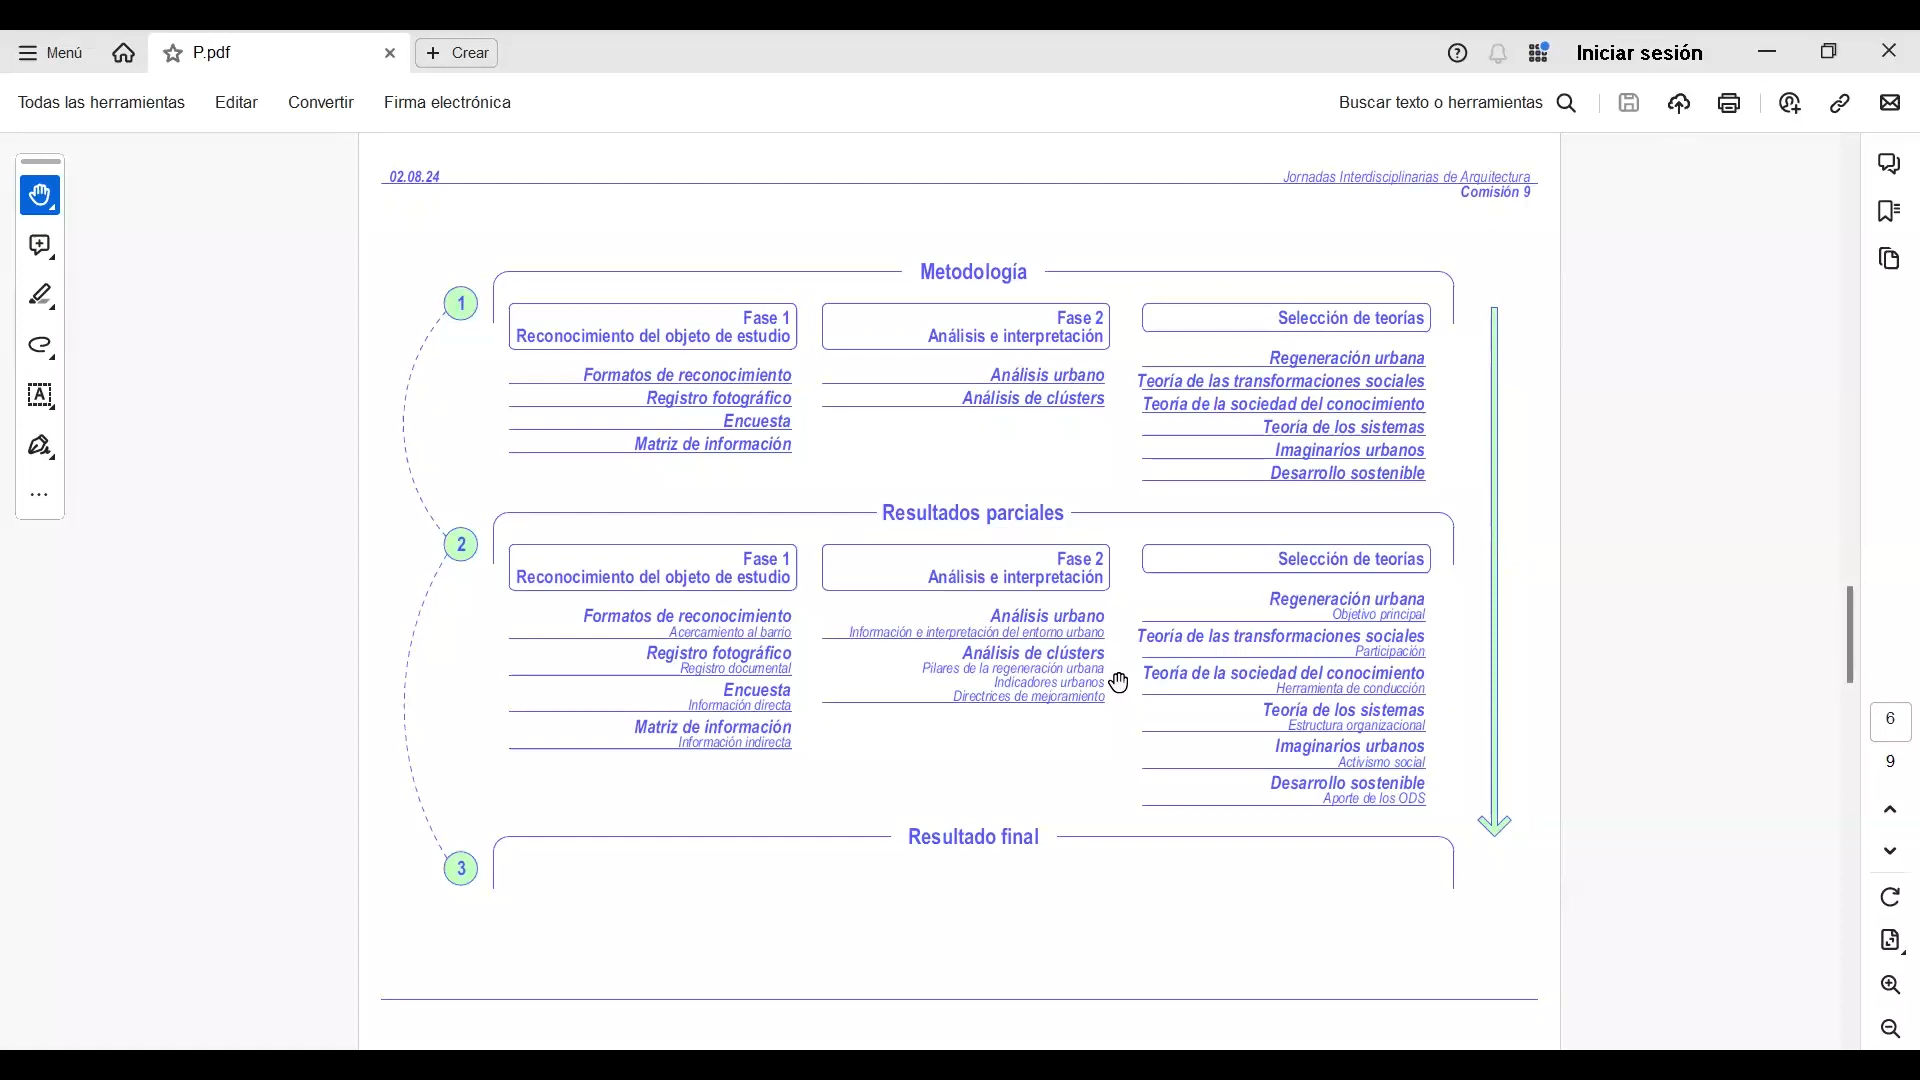 Menú
P.pdf
Crear
Iniciar sesión
Todas las herramientas
Editar
Convertir
Firma electrónica
Buscar texto o herramientas
02.08.24
Jornadas Interdisciplinarias de Arquitectura
Comisión 9
1
Metodología
Fase 1
Reconocimiento del objeto de estudio
Formatos de reconocimiento
Registro fotográfico
Encuesta
Matriz de información
Fase 2
Análisis e interpretación
Análisis urbano
Análisis de clústers
Selección de teorías
Regeneración urbana
Teoría de las transformaciones sociales
Teoría de la sociedad del conocimiento
Teoría de los sistemas
Imaginarios urbanos
Desarrollo sostenible
2
Resultados parciales
Fase 1
Reconocimiento del objeto de estudio
Formatos de reconocimiento
Acercamiento al barrio
Registro fotográfico
Registro documental
Encuesta
Información directa
Matriz de información
Información indirecta
Fase 2
Análisis e interpretación
Análisis urbano
Información e interpretación del entorno urbano
Análisis de clústers
Pilares de la regeneración urbana
Indicadores urbanos
Directrices de mejoramiento
Selección de teorías
Regeneración urbana
Objetivo principal
Teoría de las transformaciones sociales
Participación
Teoría de la sociedad del conocimiento
Herramienta de conducción
Teoría de los sistemas
Estructura organizacional
Imaginarios urbanos
Activismo social
Desarrollo sostenible
Aporte de los ODS
3
Resultado final
6
9